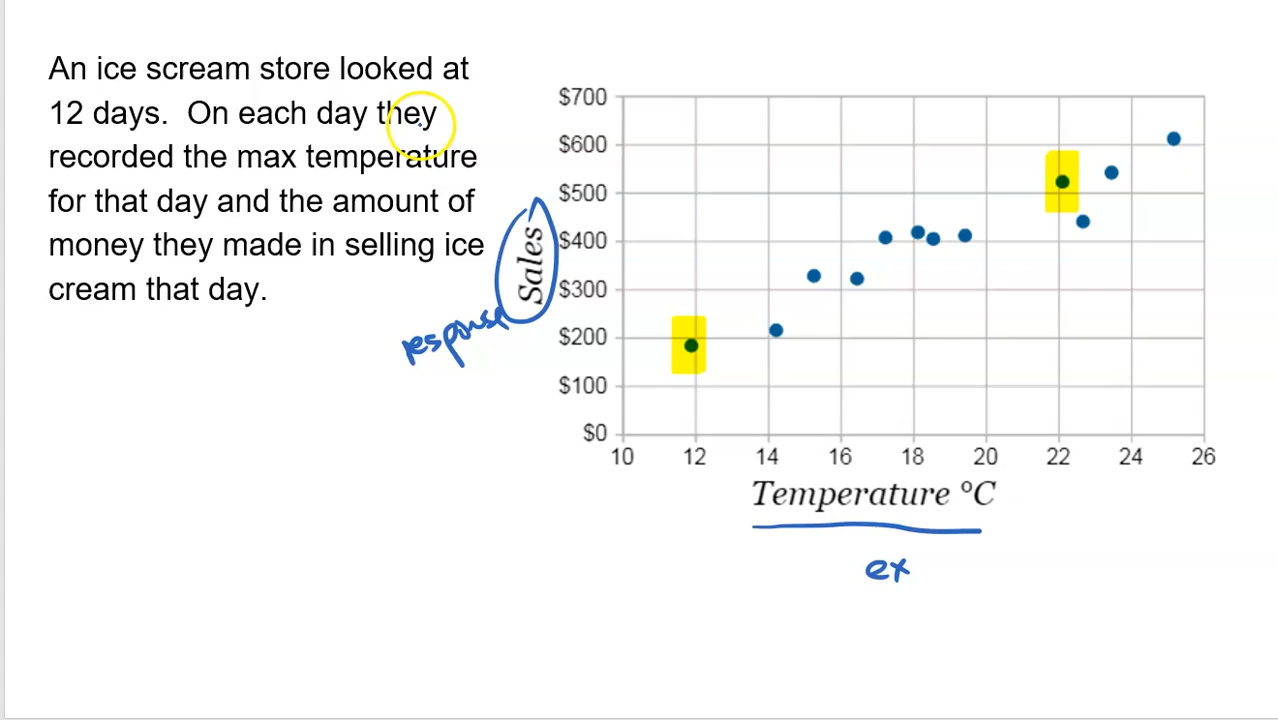 An ice scream store looked at
12 days. On each day they
recorded the max temperature
for that day and the amount of
money they made in selling ice
cream that day.
response
Sales
$700
$600
$500
$400
$300
$200
$100
$0
10 12 14 16 18 20 22 24 26
Temperature °C
ex